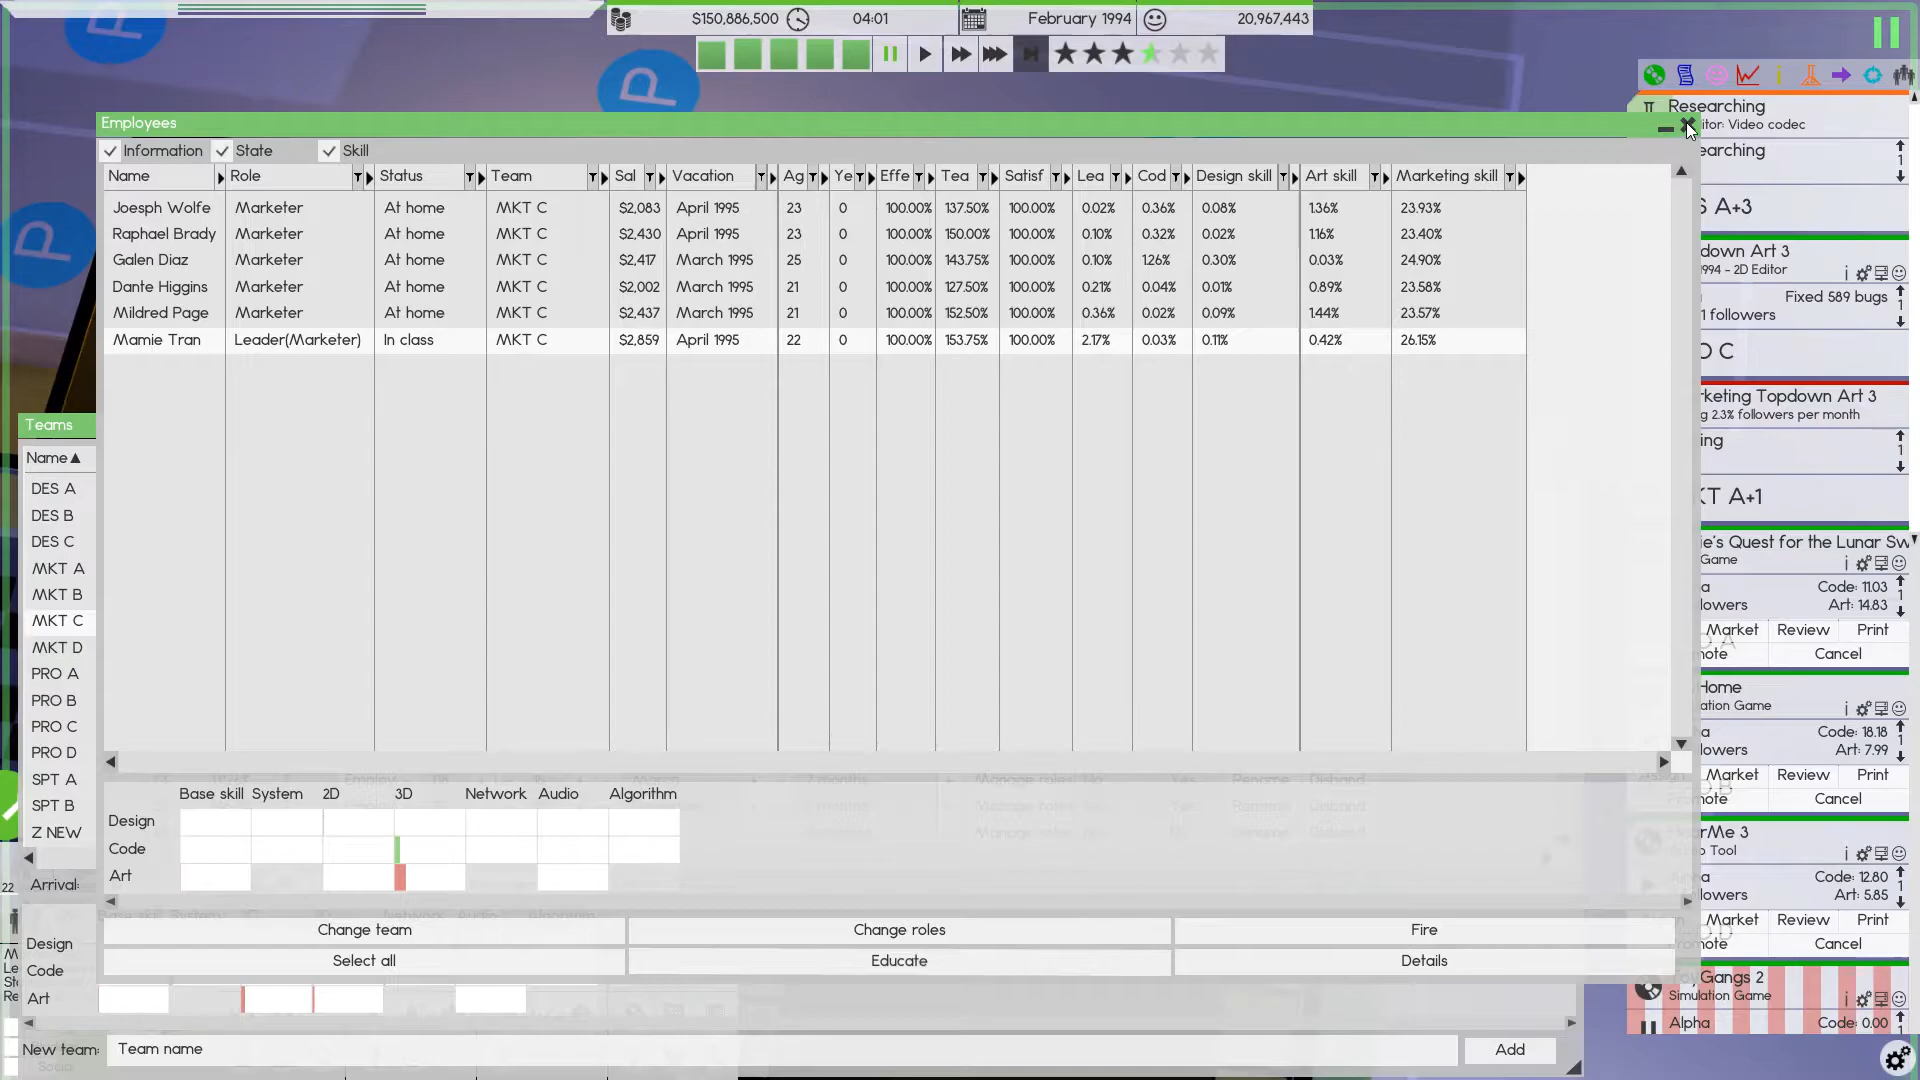 $150,886,500 04:01 February 1994 20,967,443
Employees
Information State Skill
Name Role Status Team Sal Vacation Ag Ye Effe Tea Satisf Lea Cod Design skill Art skill Marketing skill
Joesph Wolfe Marketer At home MKT C $2,083 April 1995 23 0 100.00% 137.50% 100.00% 0.02% 0.36% 0.08% 1.36% 23.93%
Raphael Brady Marketer At home MKT C $2,430 April 1995 23 0 100.00% 150.00% 100.00% 0.10% 0.32% 0.02% 1.16% 23.40%
Galen Diaz Marketer At home MKT C $2,417 March 1995 25 0 100.00% 143.75% 100.00% 0.10% 1.26% 0.30% 0.03% 24.90%
Dante Higgins Marketer At home MKT C $2,002 March 1995 21 0 100.00% 127.50% 100.00% 0.21% 0.04% 0.01% 0.89% 23.58%
Mildred Page Marketer At home MKT C $2,437 March 1995 21 0 100.00% 152.50% 100.00% 0.36% 0.02% 0.09% 1.44% 23.57%
Mamie Tran Leader(Marketer) In class MKT C $2,859 April 1995 22 0 100.00% 153.75% 100.00% 2.17% 0.03% 0.11% 0.42% 26.15%
Base skill System 2D 3D Network Audio Algorithm
Design
Code
Art
Change team Change roles Fire
Select all Educate Details
Teams
Name
DES A
DES B
DES C
MKT A
MKT B
MKT C
MKT D
PRO A
PRO B
PRO C
PRO D
SPT A
SPT B
Z NEW
22
Arrival:
Design
Code
Art
New team: Team name Add
Researching
itor: Video codec
earching
1
S A+3
down Art 3
1994 - 2D Editor
Fixed 589 bugs
1 followers
1
O C
keting Topdown Art 3
g 2.3% followers per month
ing
1
KT A+1
ie's Quest for the Lunar Sw
Game
a Code: 11.03
lowers Art: 14.83
1
Market Review Print
mote Cancel
Home
ation Game
a Code: 18.18
lowers Art: 7.99
1
Market Review Print
mote Cancel
rMe 3
o Tool
a Code: 12.80
lowers Art: 5.85
1
Market Review Print
omote Cancel
Gangs 2
Simulation Game
Alpha Code: 0.00